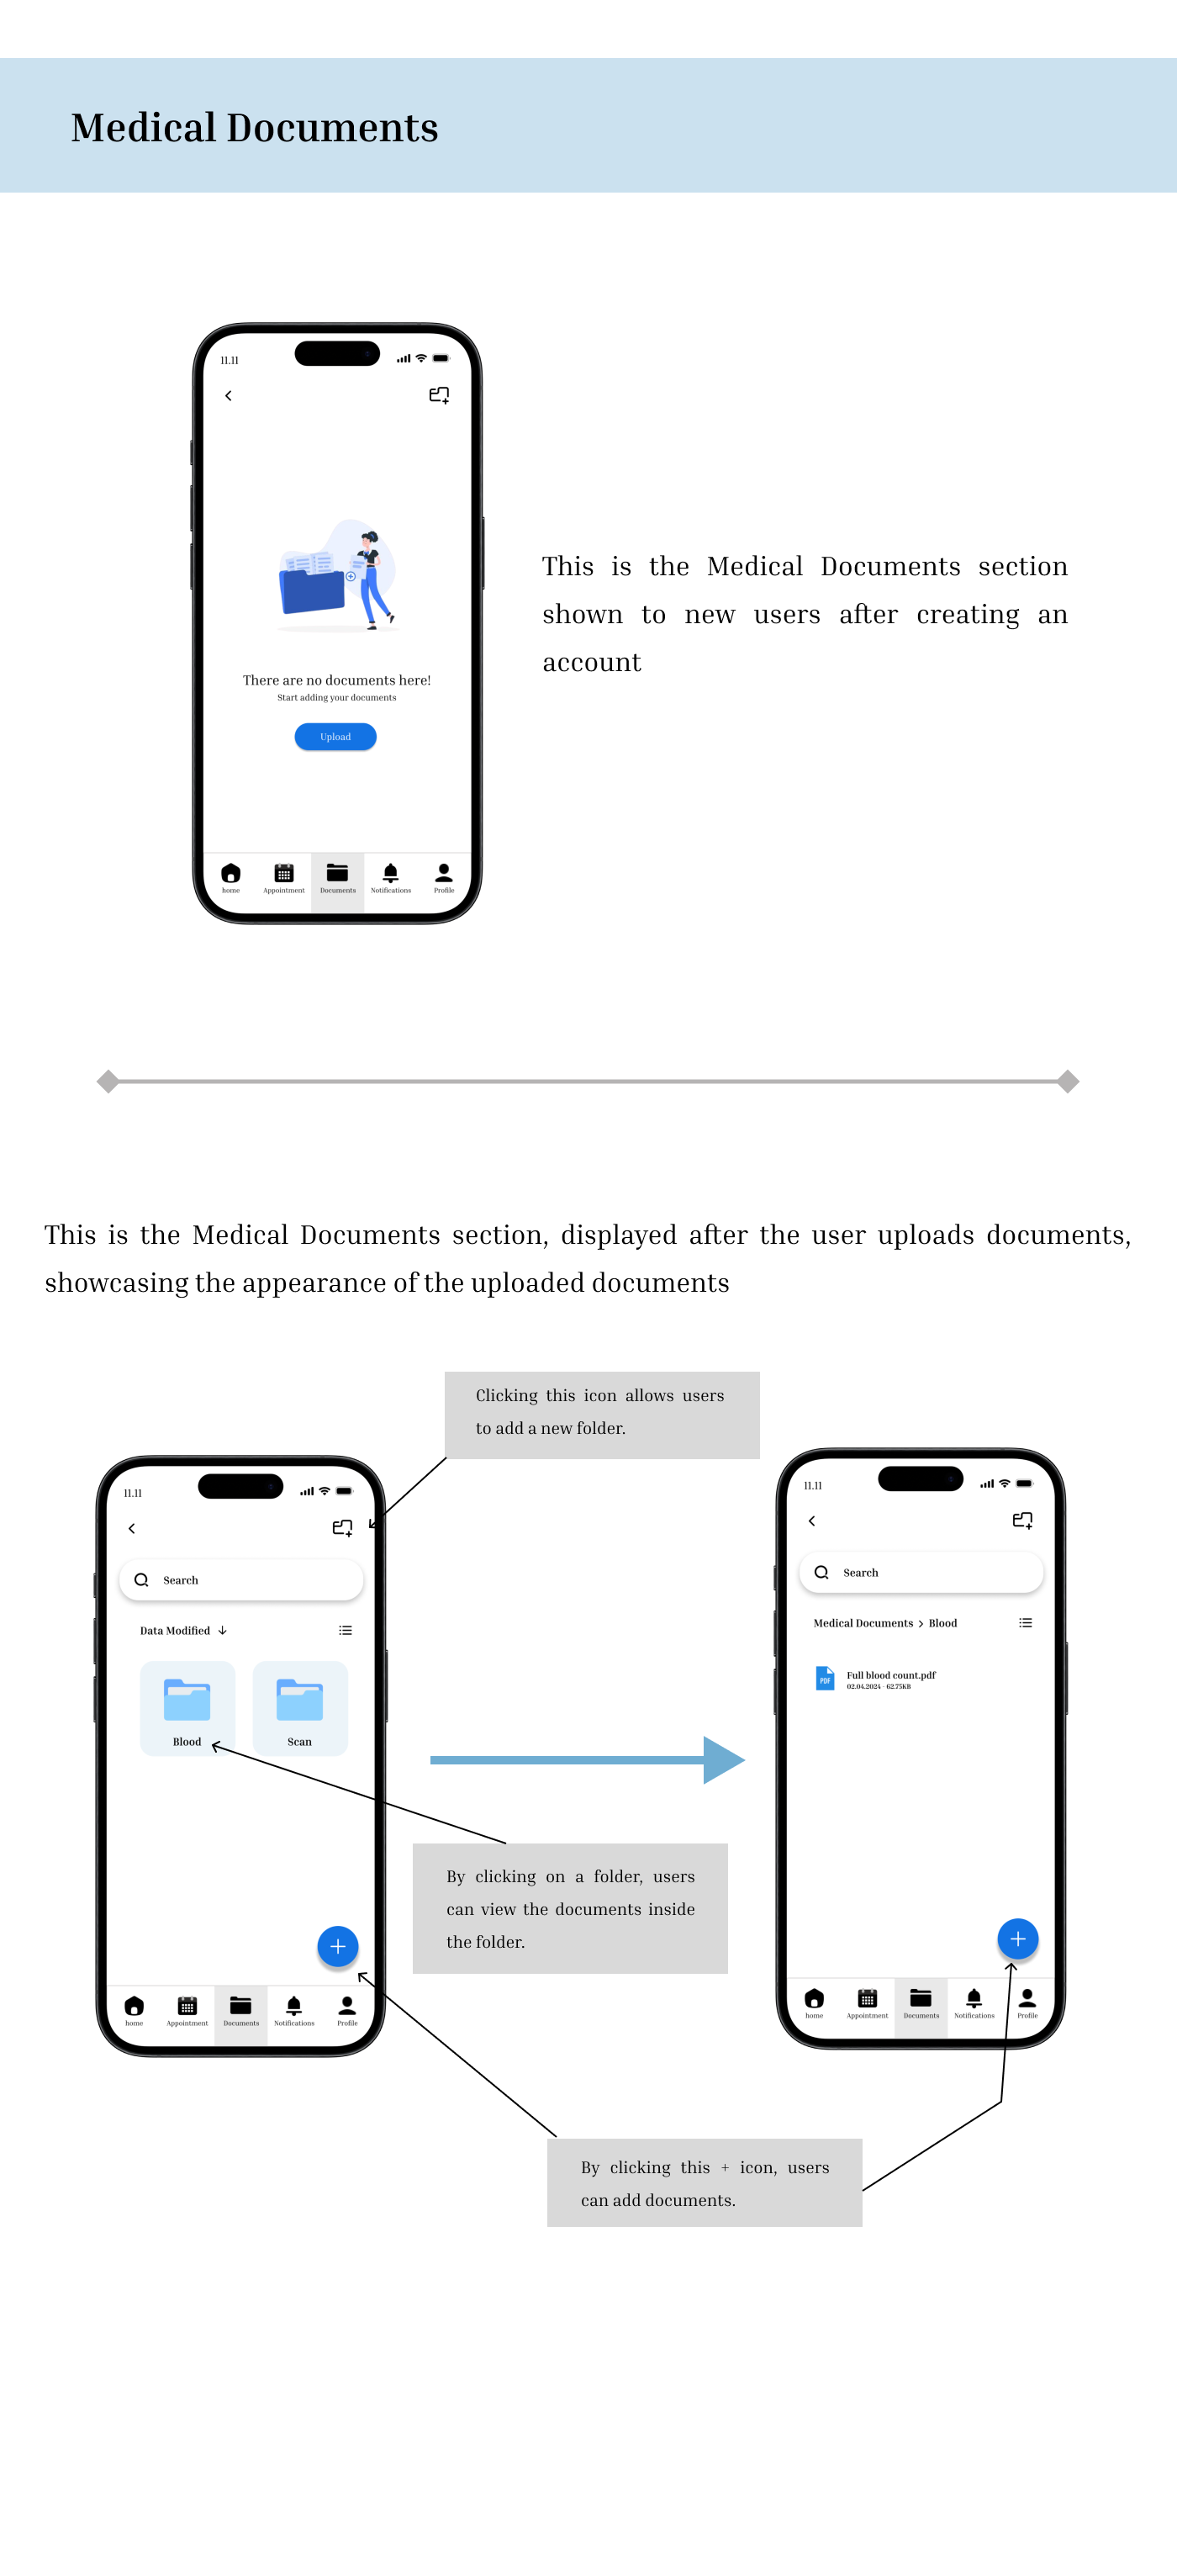 Medical Documents
11.11
There are no documents here!
Start adding your documents
Upload
home Appointment Documents Notifications Profile
This is the Medical Documents section
shown to new users after creating an
account
This is the Medical Documents section, displayed after the user uploads documents,
showcasing the appearance of the uploaded documents
Clicking this icon allows users
to add a new folder.
11.11
Search
Data Modified
Blood Scan
home Appointment Documents Notifications Profile
11.11
Search
Medical Documents > Blood
PDF
Full blood count.pdf
02.04.2024 - 62.75KB
home Appointment Documents Notifications Profile
By clicking on a folder, users
can view the documents inside
the folder.
By clicking this + icon, users
can add documents.